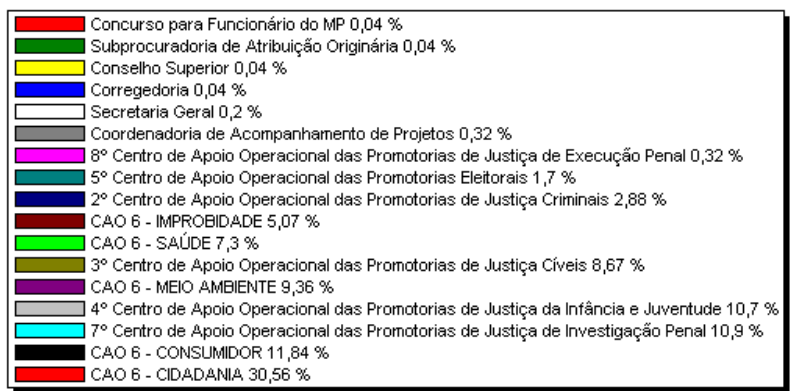 Concurso para Funcionário do MP 0,04 %
Subprocuradoria de Atribuição Originária 0,04 %
Conselho Superior 0,04 %
Corregedoria 0,04 %
Secretaria Geral 0,2 %
Coordenadoria de Acompanhamento de Projetos 0,32 %
8º Centro de Apoio Operacional das Promotorias de Justiça de Execução Penal 0,32 %
5º Centro de Apoio Operacional das Promotorias Eleitorais 1,7 %
2º Centro de Apoio Operacional das Promotorias de Justiça Criminais 2,88 %
CAO 6 - IMPROBIDADE 5,07 %
CAO 6 - SAÚDE 7,3 %
3º Centro de Apoio Operacional das Promotorias de Justiça Cíveis 8,67 %
CAO 6 - MEIO AMBIENTE 9,36 %
4º Centro de Apoio Operacional das Promotorias de Justiça da Infância e Juventude 10,7 %
7º Centro de Apoio Operacional das Promotorias de Justiça de Investigação Penal 10,9 %
CAO 6 - CONSUMIDOR 11,84 %
CAO 6 - CIDADANIA 30,56 %